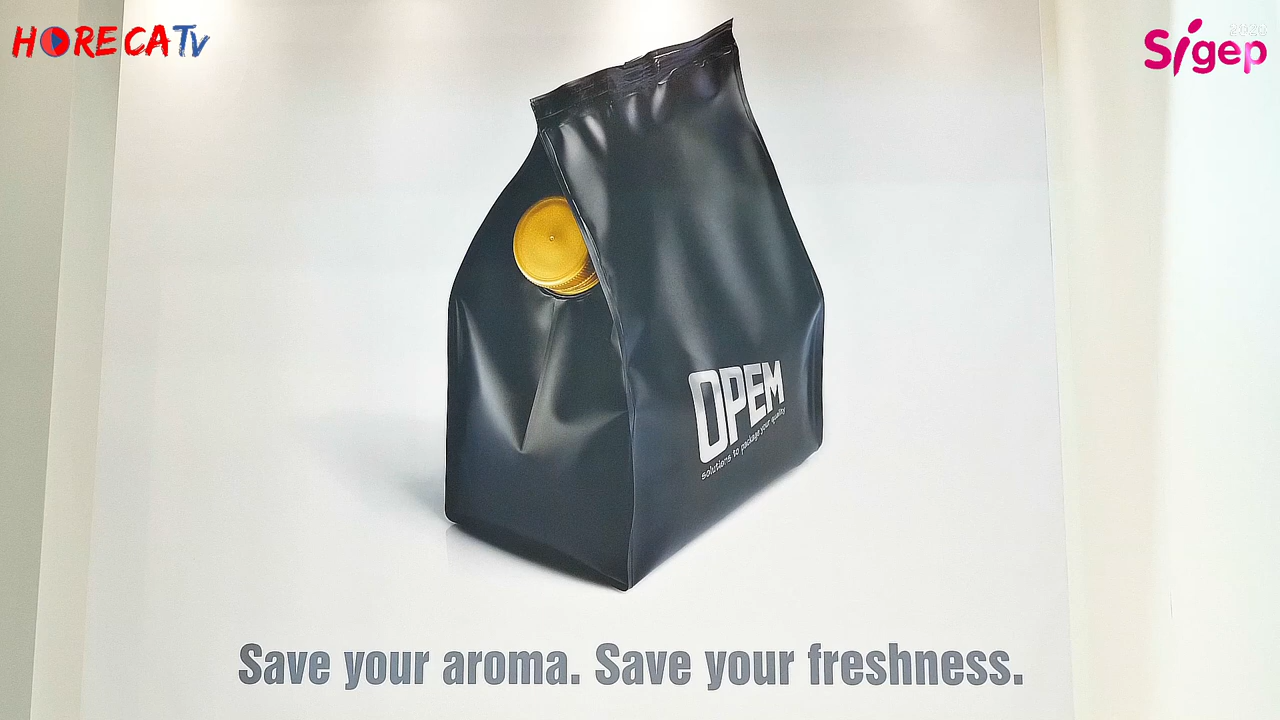 HORECATV
Sigep
OPEM
solutions to package your quality
Save your aroma. Save your freshness.